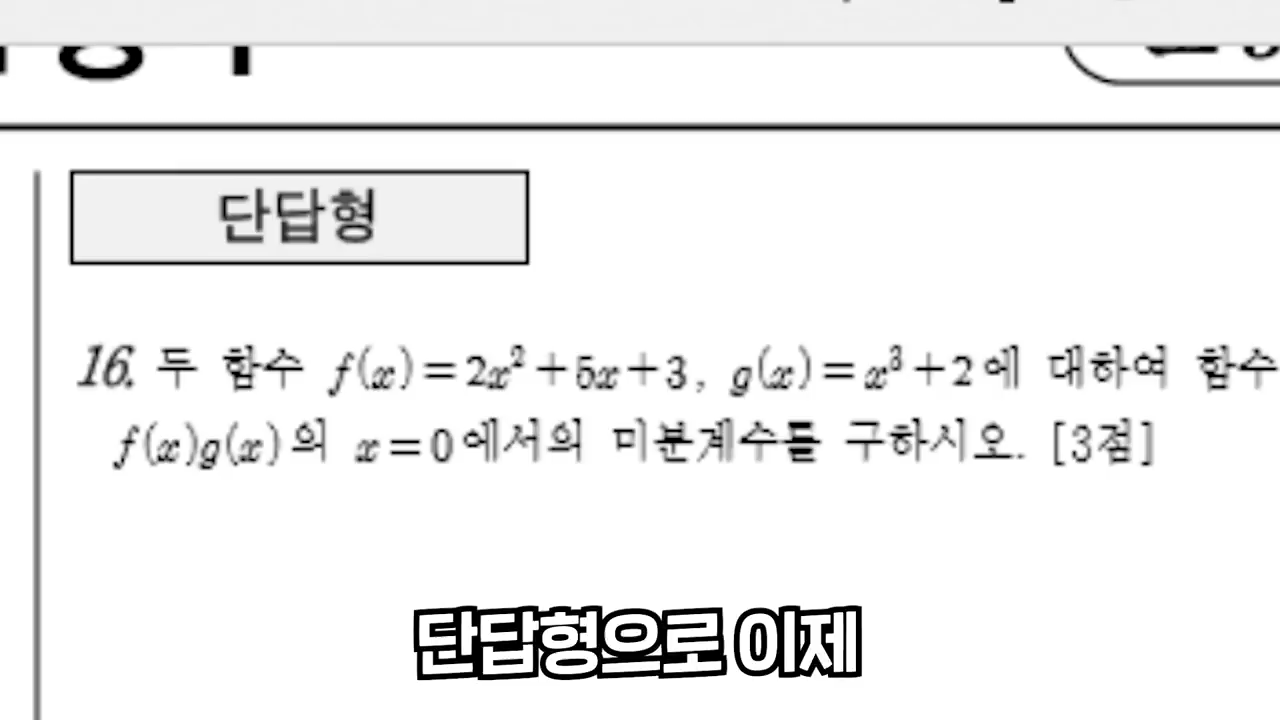 단답형
16. 두 함수 f(x)=2x²+5x+3, g(x)=x³+2에 대하여 함수
f(x)g(x)의 x=0에서의 미분계수를 구하시오. [3점]
단답형으로 이제